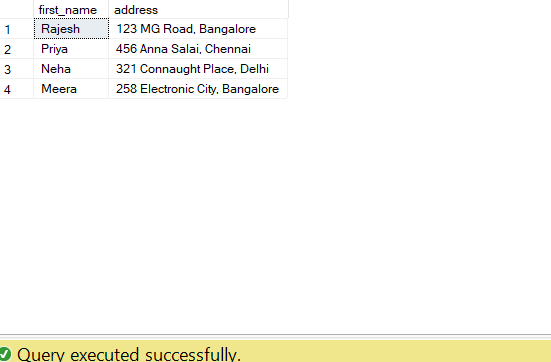 first_name address
1 Rajesh 123 MG Road, Bangalore
2 Priya 456 Anna Salai, Chennai
3 Neha 321 Connaught Place, Delhi
4 Meera 258 Electronic City, Bangalore
Query executed successfully.